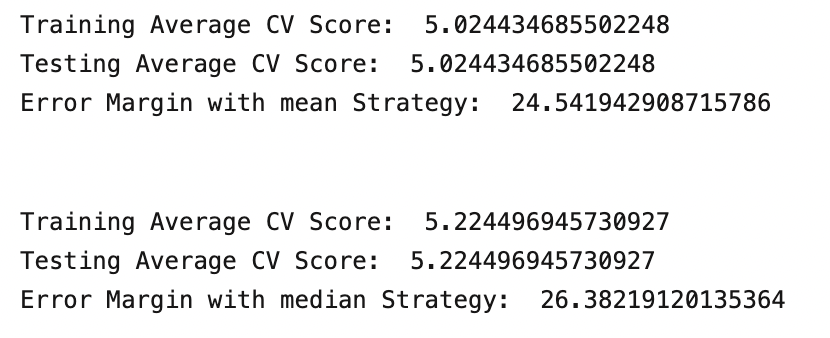 Training Average CV Score:  5.024434685502248
Testing Average CV Score:  5.024434685502248
Error Margin with mean Strategy:  24.541942908715786
Training Average CV Score:  5.224496945730927
Testing Average CV Score:  5.224496945730927
Error Margin with median Strategy:  26.38219120135364